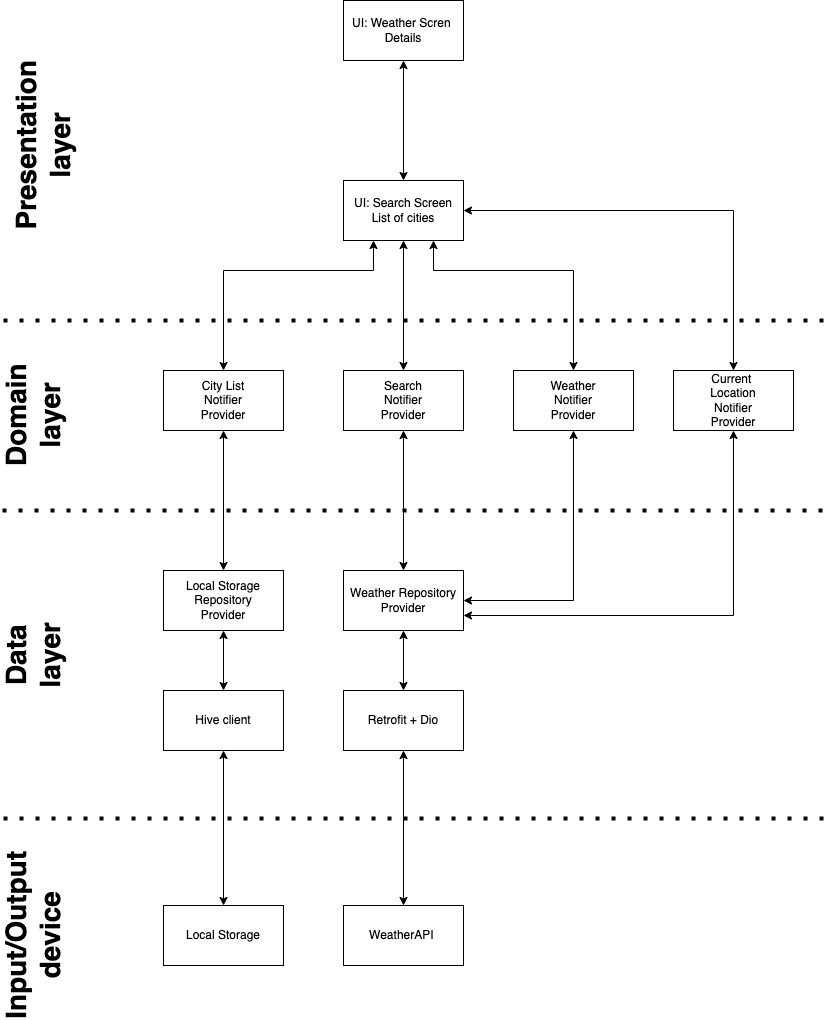 UI: Weather Scren
Details
Presentation
layer
UI: Search Screen
List of cities
Domain
layer
City List
Notifier
Provider
Search
Notifier
Provider
Weather
Notifier
Provider
Current
Location
Notifier
Provider
Data
layer
Local Storage
Repository
Provider
Weather Repository
Provider
Hive client
Retrofit + Dio
Input/Output
device
Local Storage
WeatherAPI